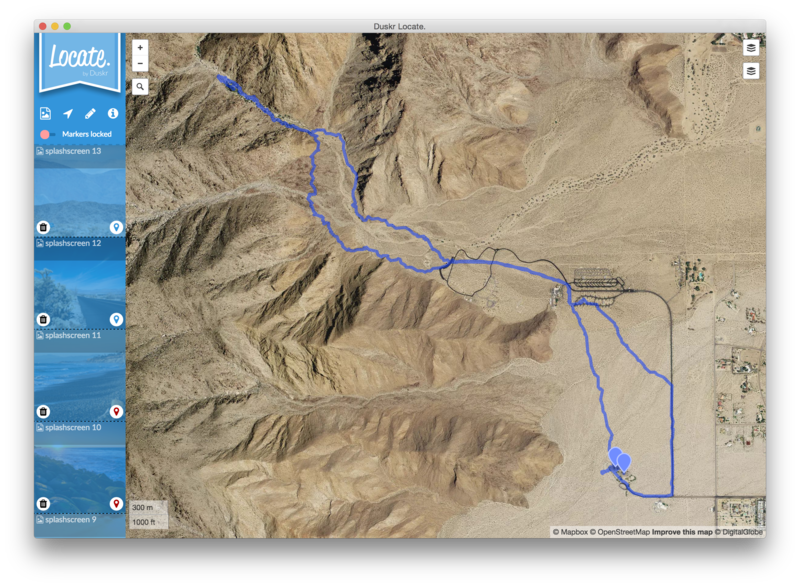 Duskr Locate.
Locate.
by Duskr
Markers locked
splashscreen 13
splashscreen 12
splashscreen 11
splashscreen 10
splashscreen 9
300 m
1000 ft
© Mapbox © OpenStreetMap Improve this map © DigitalGlobe